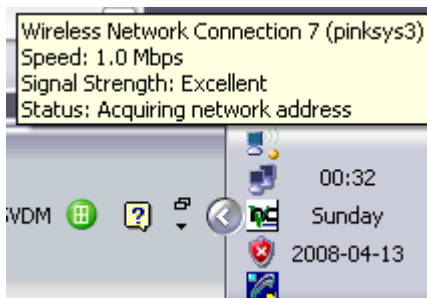 Wireless Network Connection 7 (pinksys3)
Speed: 1.0 Mbps
Signal Strength: Excellent
Status: Acquiring network address
00:32
VDM
?
Sunday
2008-04-13